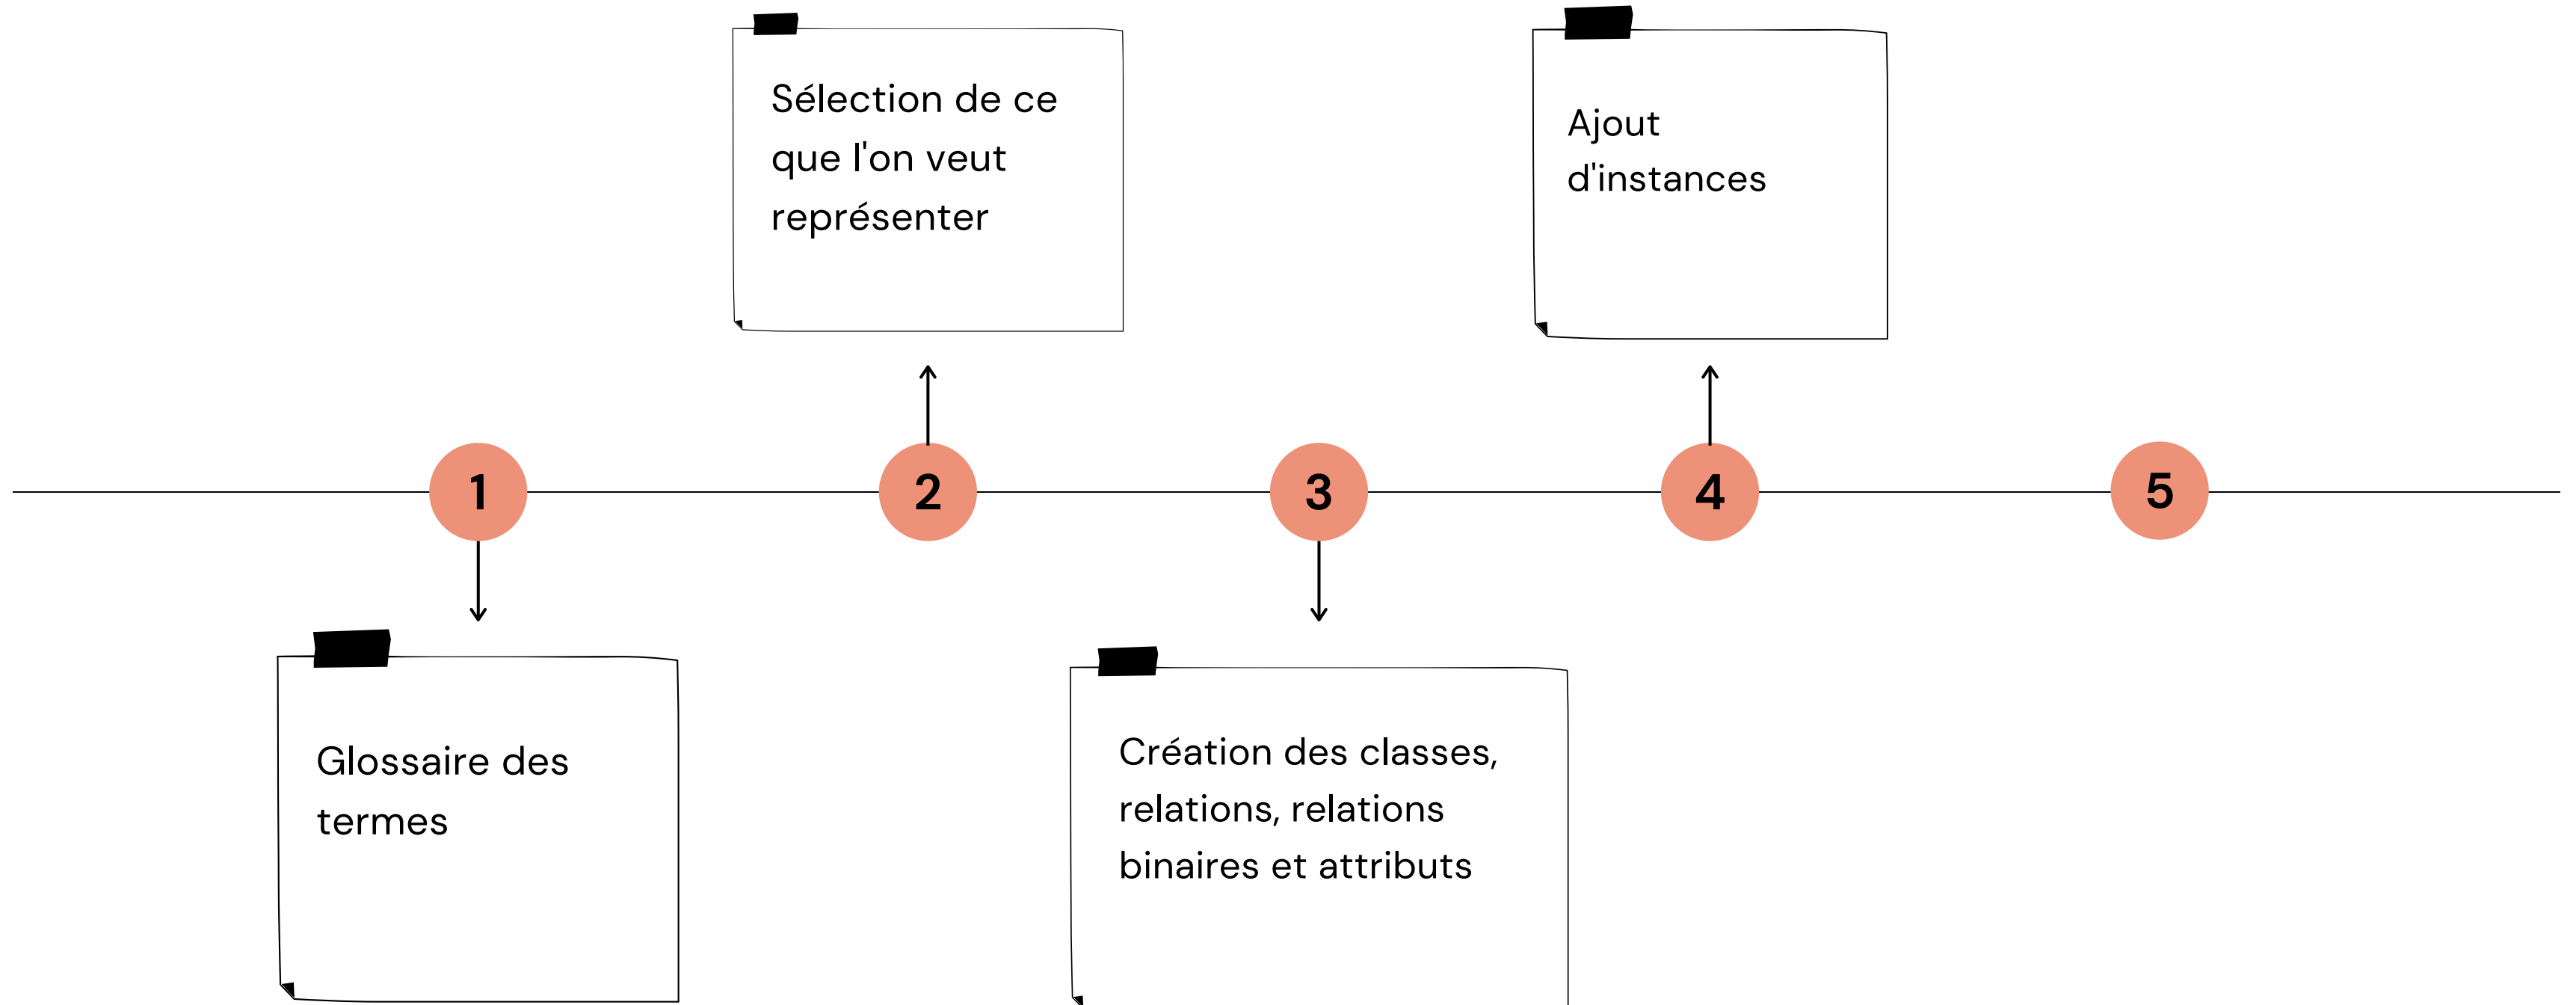 Sélection de ce
que l'on veut
représenter
Ajout
d'instances
1
2
3
4
5
Glossaire des
termes
Création des classes,
relations, relations
binaires et attributs